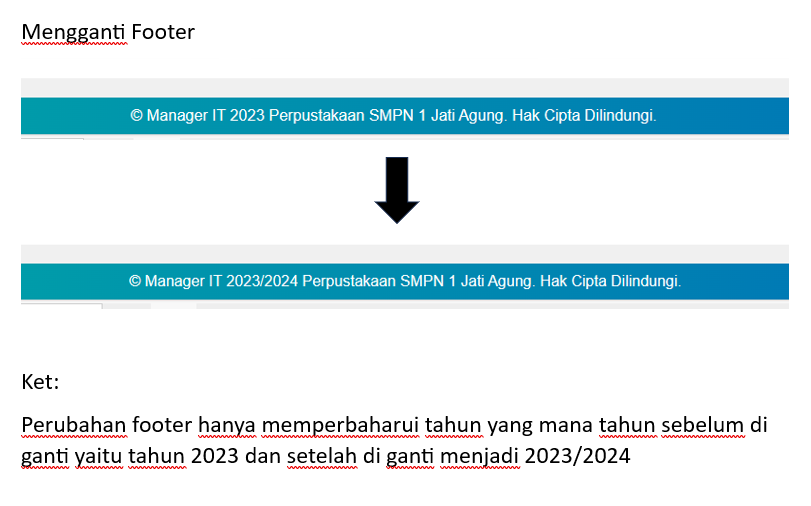 Mengganti Footer
© Manager IT 2023 Perpustakaan SMPN 1 Jati Agung. Hak Cipta Dilindungi.
© Manager IT 2023/2024 Perpustakaan SMPN 1 Jati Agung. Hak Cipta Dilindungi.
Ket:
Perubahan footer hanya memperbaharui tahun yang mana tahun sebelum di
ganti yaitu tahun 2023 dan setelah di ganti menjadi 2023/2024